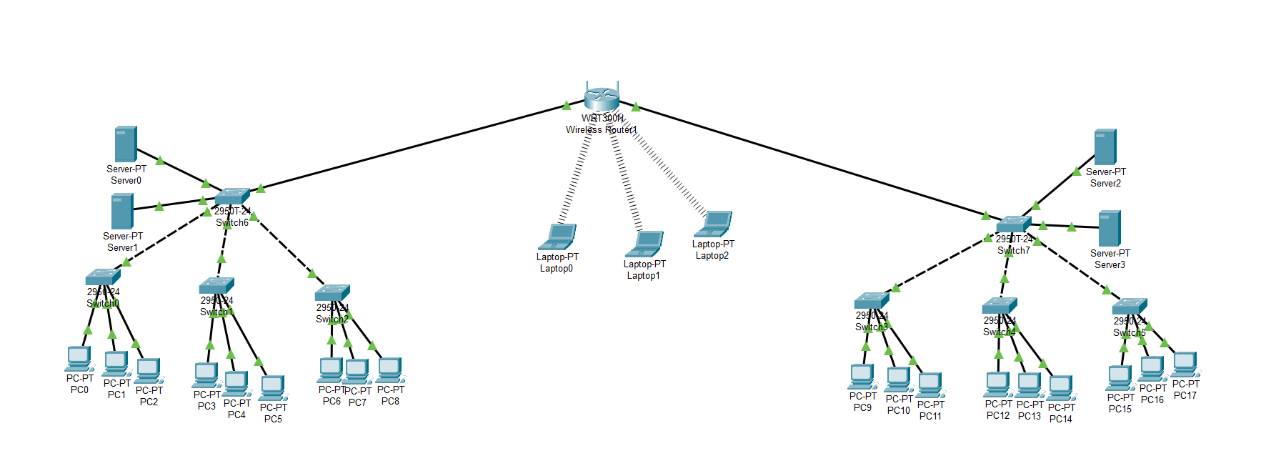 WRT300N
Wireless Router1
Server-PT
Server0
Server-PT
Server1
2950T-24
Switch6
2950-24
Switch0
2950-24
Switch1
2950-24
Switch2
PC-PT
PC0
PC-PT
PC1
PC-PT
PC2
PC-PT
PC3
PC-PT
PC4
PC-PT
PC5
PC-PT
PC6
PC-PT
PC7
PC-PT
PC8
Laptop-PT
Laptop0
Laptop-PT
Laptop1
Laptop-PT
Laptop2
Server-PT
Server2
Server-PT
Server3
2950T-24
Switch7
2950-24
Switch3
2950-24
Switch4
2950-24
Switch5
PC-PT
PC9
PC-PT
PC10
PC-PT
PC11
PC-PT
PC12
PC-PT
PC13
PC-PT
PC14
PC-PT
PC15
PC-PT
PC16
PC-PT
PC17